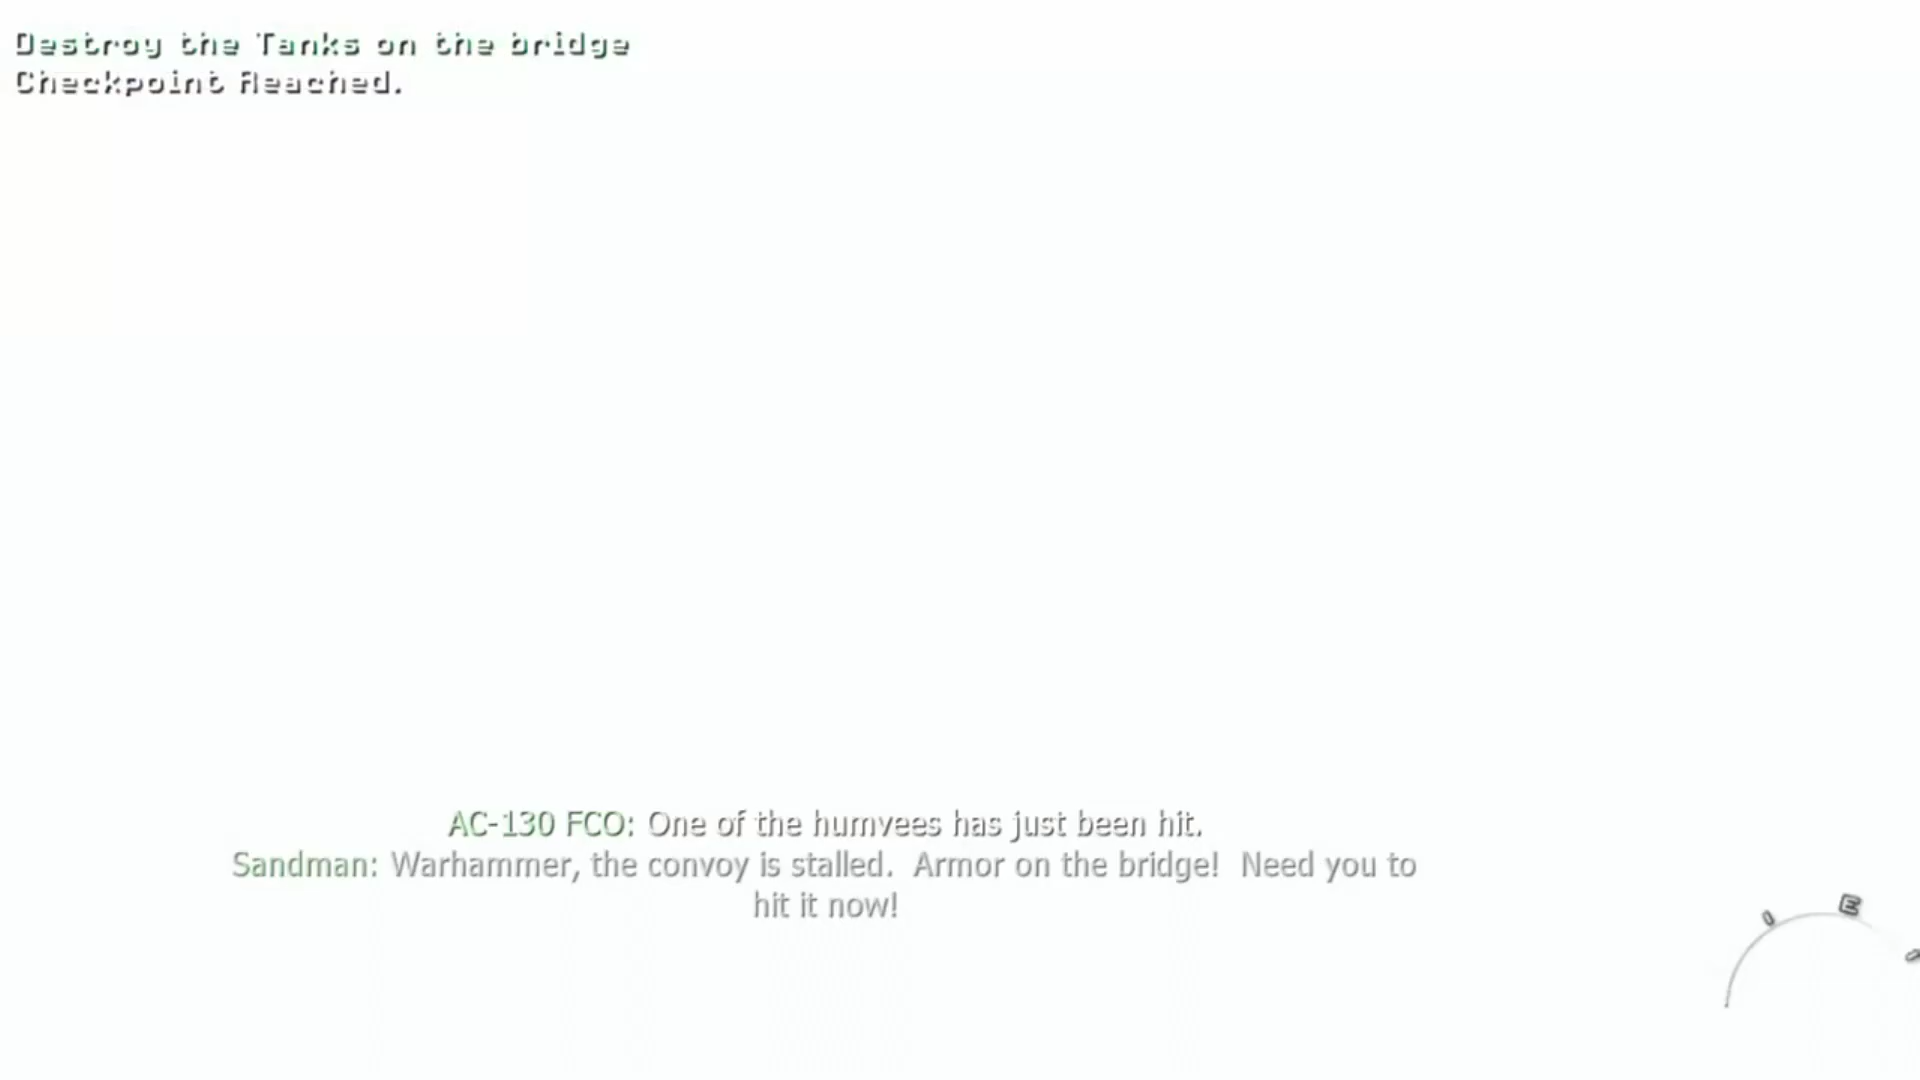 Destroy the Tanks on the bridge
Checkpoint Reached.
AC-130 FCO: One of the humvees has just been hit.
Sandman: Warhammer, the convoy is stalled.  Armor on the bridge!  Need you to
hit it now!
E